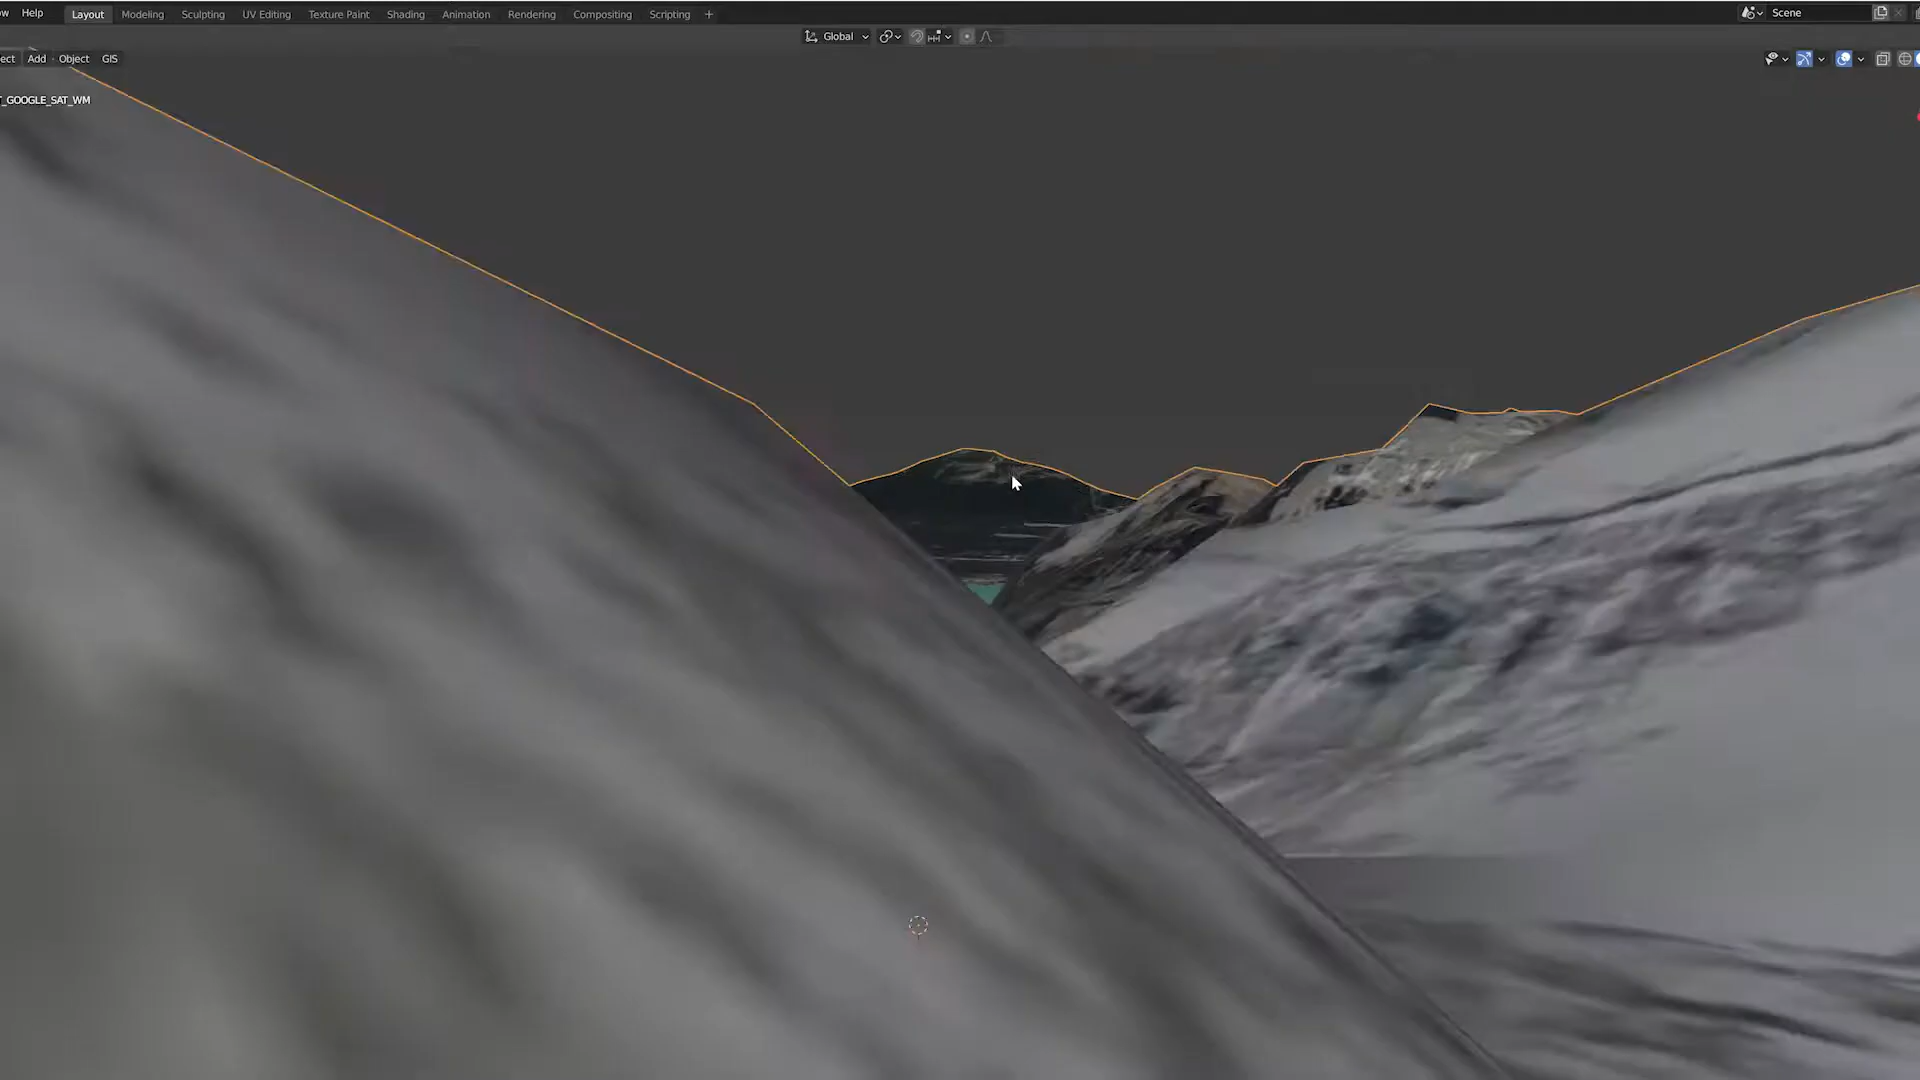 Help Layout Modeling Sculpting UV Editing Texture Paint Shading Animation Rendering Compositing Scripting + Scene
Global
Add Object GIS
_GOOGLE_SAT_WM